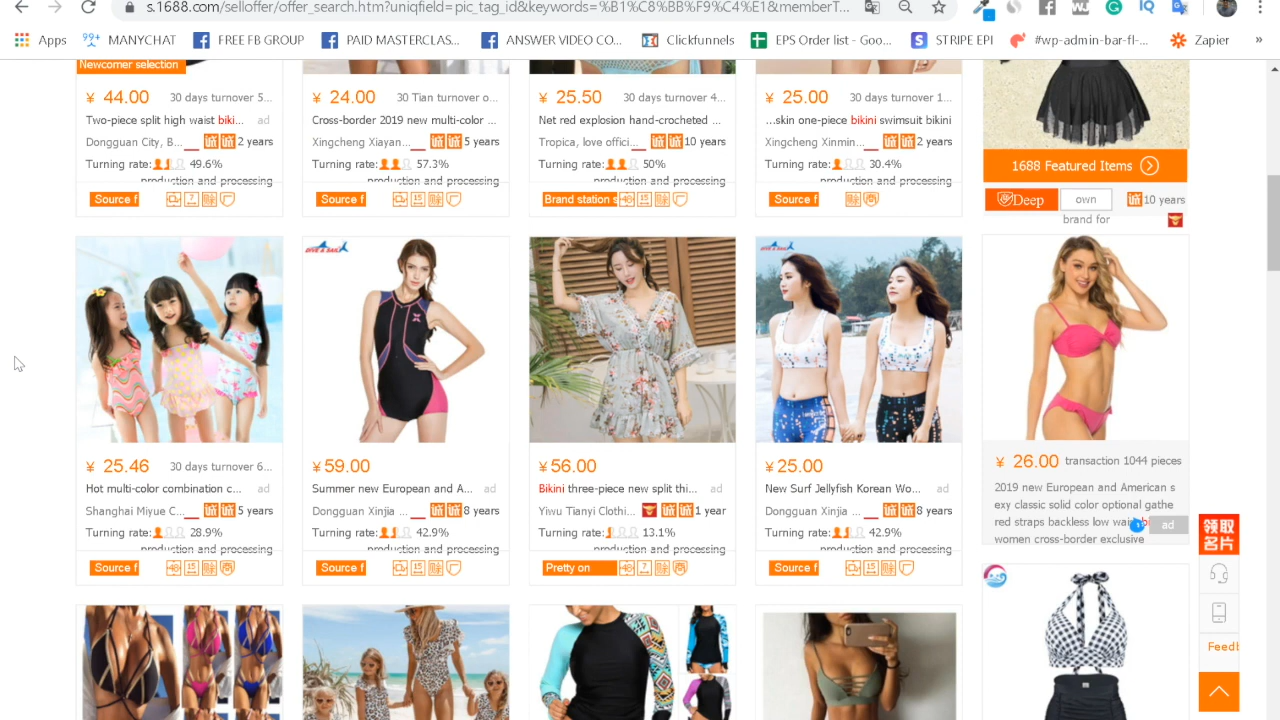 s.1688.com/selloffer/offer_search.htm?uniqfield=pic_tag_id&keywords=%B1%C8%BB%F9%C4%E1&memberT...
Apps
99+ MANYCHAT
FREE FB GROUP
PAID MASTERCLAS...
ANSWER VIDEO CO...
Clickfunnels
EPS Order list - Goo...
STRIPE EPI
#wp-admin-bar-fl-...
Zapier
»
Newcomer selection
¥ 44.00 30 days turnover 5...
Two-piece split high waist biki... ad
Dongguan City, B... 2 years
Turning rate: 49.6%
production and processing
Source f
¥ 24.00 30 Tian turnover o...
Cross-border 2019 new multi-color ...
Xingcheng Xiayan... 5 years
Turning rate: 57.3%
production and processing
Source f
¥ 25.50 30 days turnover 4...
Net red explosion hand-crocheted ...
Tropica, love offici... 10 years
Turning rate: 50%
production and processing
Brand station s
¥ 25.00 30 days turnover 1...
...skin one-piece bikini swimsuit bikini
Xingcheng Xinmin... 2 years
Turning rate: 30.4%
production and processing
Source f
1688 Featured Items
Deep own 10 years
brand for
DIVE & SAIL
DIVE & SAIL
¥ 25.46 30 days turnover 6...
Hot multi-color combination c... ad
Shanghai Miyue C... 5 years
Turning rate: 28.9%
production and processing
Source f
¥ 59.00
Summer new European and A... ad
Dongguan Xinjia ... 8 years
Turning rate: 42.9%
production and processing
Source f
¥ 56.00
Bikini three-piece new split thi... ad
Yiwu Tianyi Clothi... 1 year
Turning rate: 13.1%
production and processing
Pretty on
¥ 25.00
New Surf Jellyfish Korean Wo... ad
Dongguan Xinjia ... 8 years
Turning rate: 42.9%
production and processing
Source f
¥ 26.00 transaction 1044 pieces
2019 new European and American s
exy classic solid color optional gathe
red straps backless low
women cross-border exclusive
ad
领取
名片
Feedb